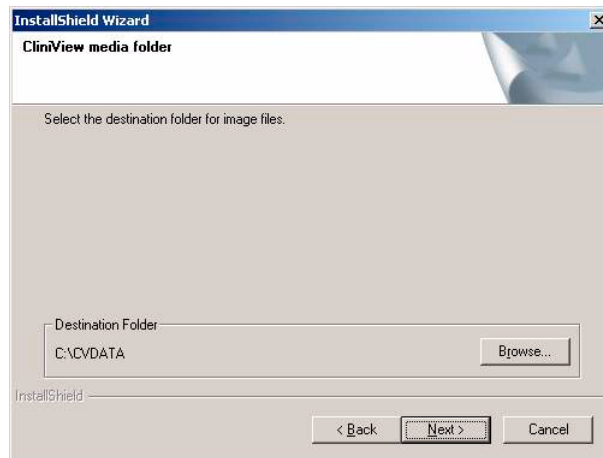 InstallShield Wizard
CliniView media folder
Select the destination folder for image files.
Destination Folder
C:\CVDATA
Browse...
InstallShield
< Back
Next >
Cancel